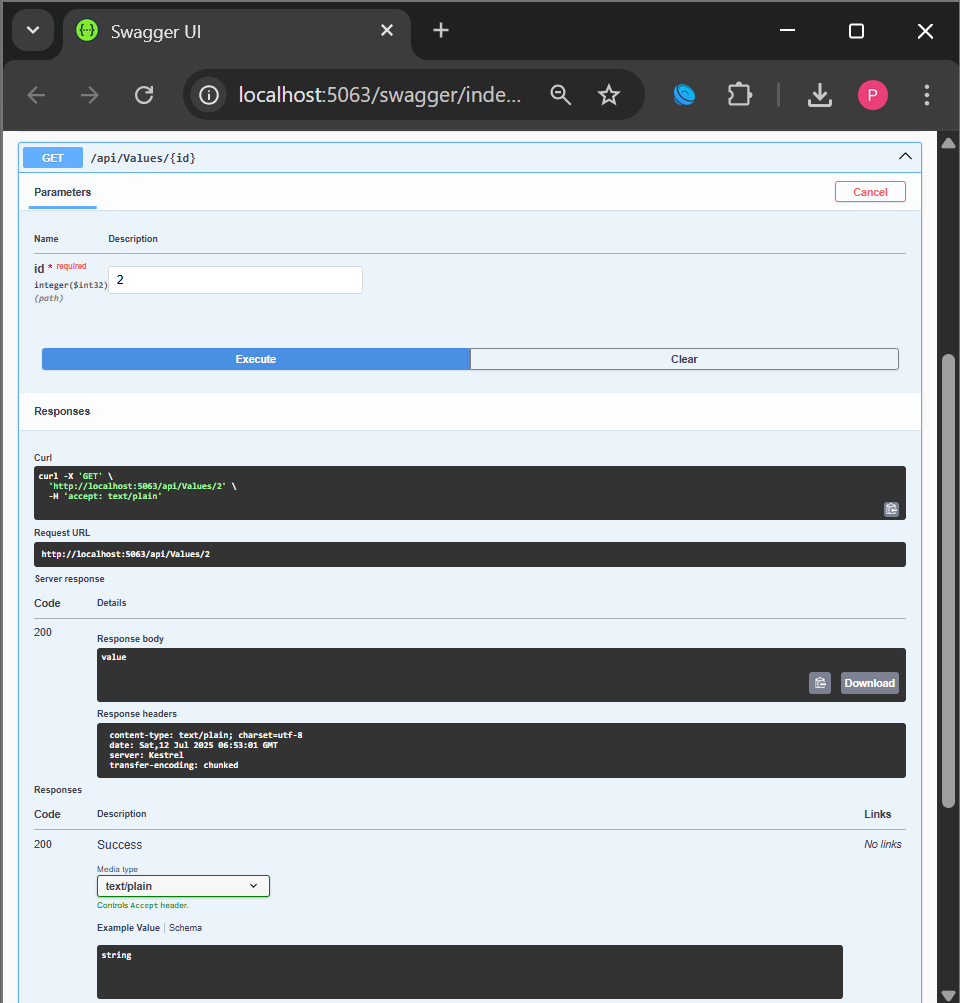 Swagger UI
localhost:5063/swagger/inde...
P
GET /api/Values/{id}
Parameters
Cancel
Name Description
id * required
integer($int32)
(path)
2
Execute
Clear
Responses
Curl
curl -X 'GET' \
'http://localhost:5063/api/Values/2' \
-H 'accept: text/plain'
Request URL
http://localhost:5063/api/Values/2
Server response
Code Details
200
Response body
value
Download
Response headers
content-type: text/plain; charset=utf-8
date: Sat,12 Jul 2025 06:53:01 GMT
server: Kestrel
transfer-encoding: chunked
Responses
Code Description Links
200 Success No links
Media type
text/plain
Controls Accept header.
Example Value | Schema
string